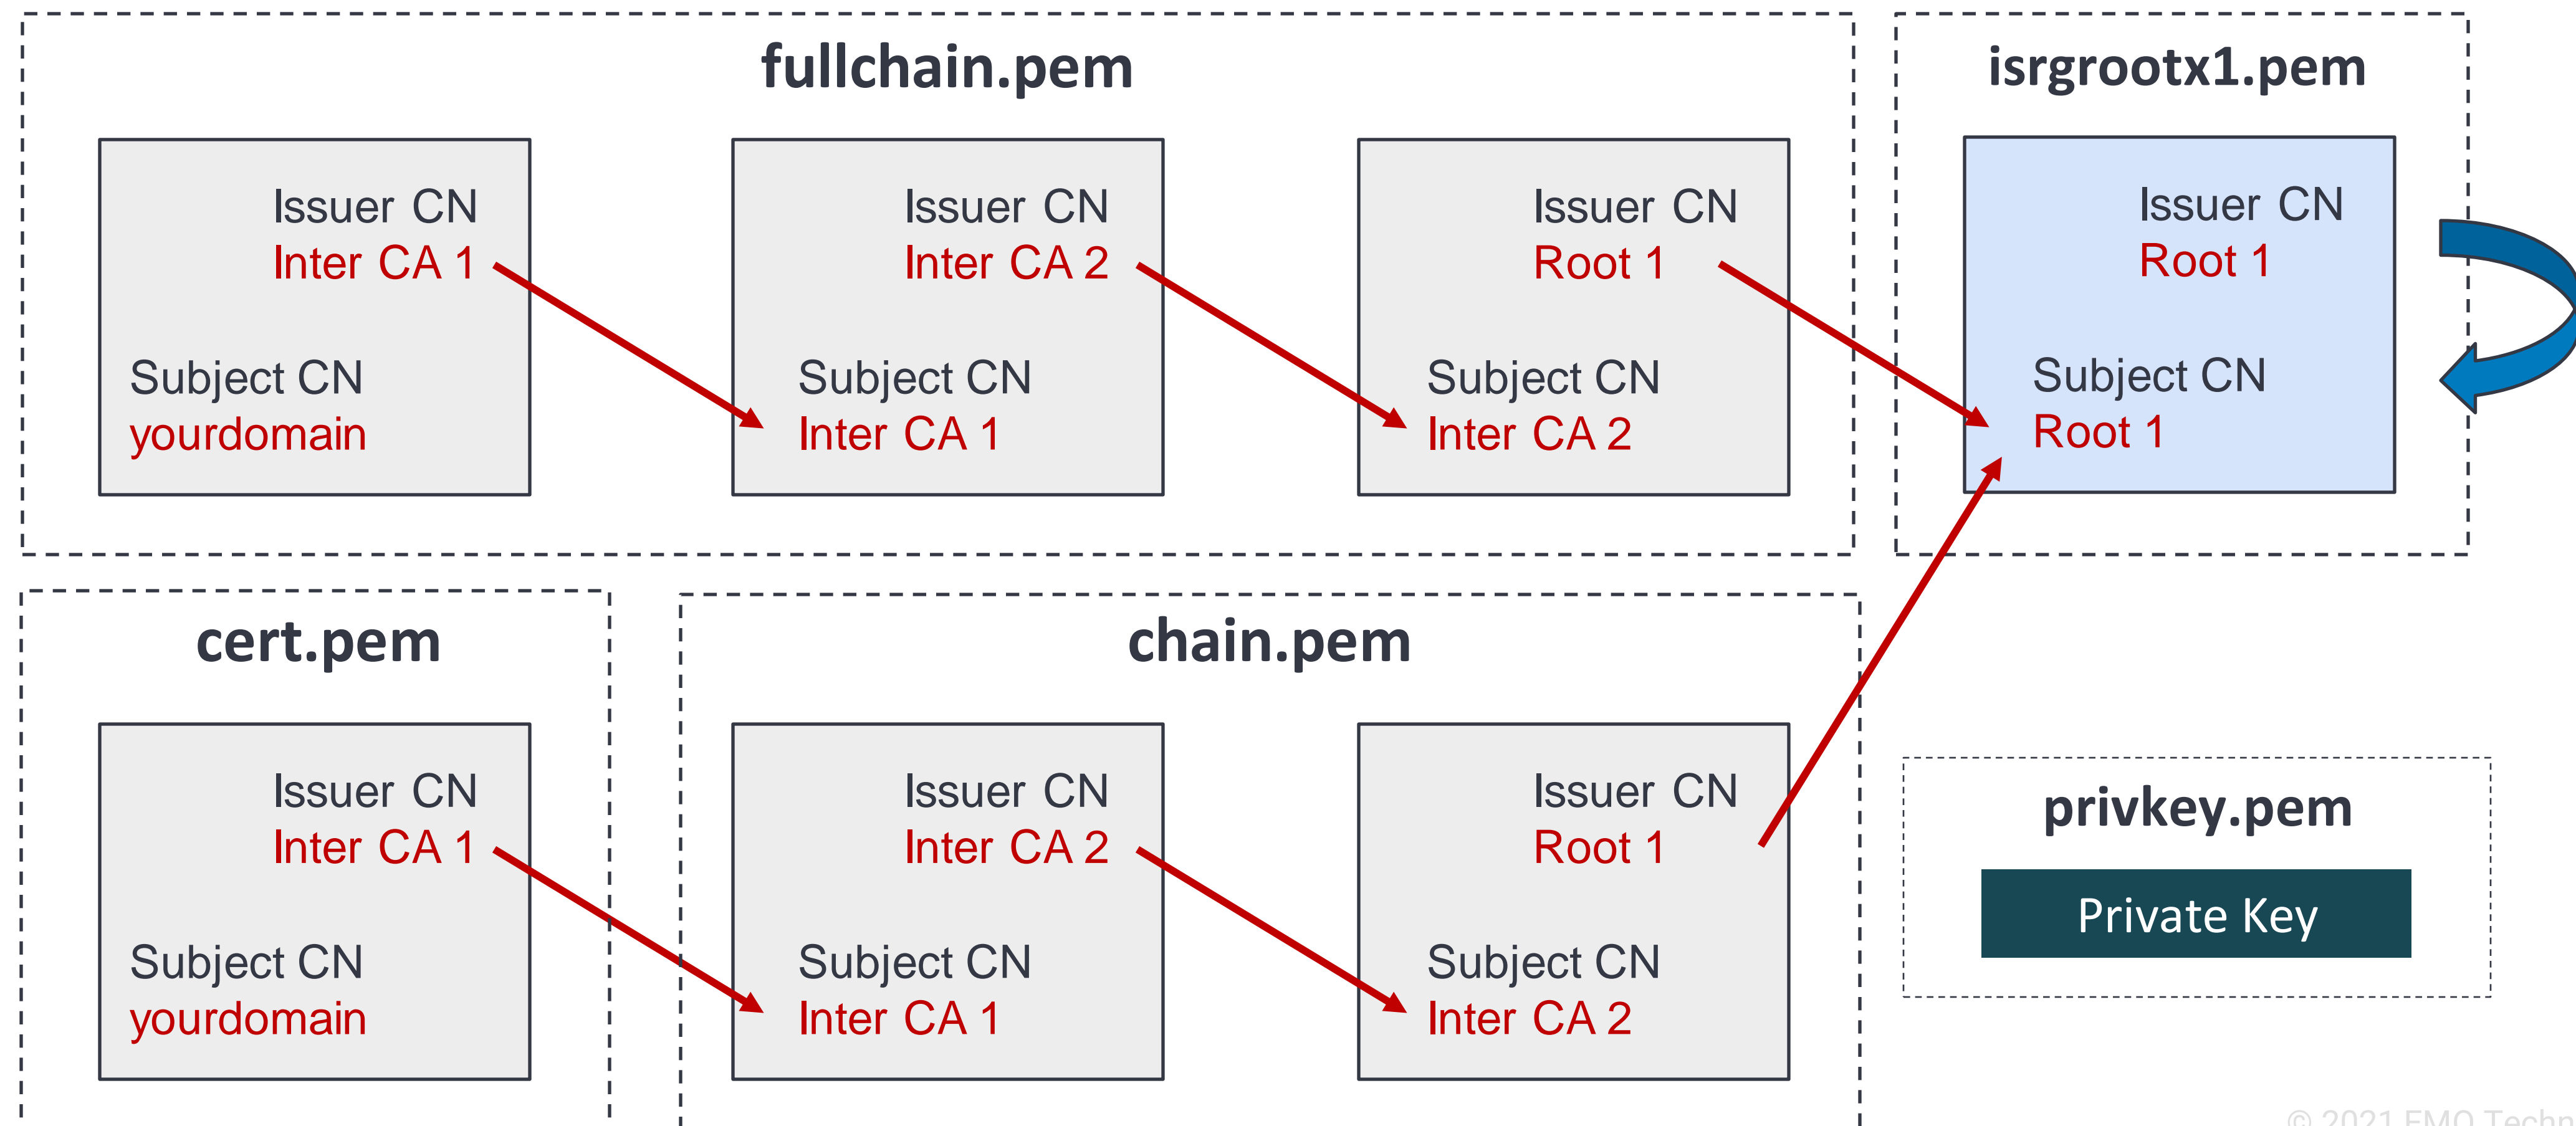 fullchain.pem
Issuer CN
Inter CA 1
Subject CN
yourdomain
Issuer CN
Inter CA 2
Subject CN
Inter CA 1
Issuer CN
Root 1
Subject CN
Inter CA 2
isrgrootx1.pem
Issuer CN
Root 1
Subject CN
Root 1
cert.pem
Issuer CN
Inter CA 1
Subject CN
yourdomain
chain.pem
Issuer CN
Inter CA 2
Subject CN
Inter CA 1
Issuer CN
Root 1
Subject CN
Inter CA 2
privkey.pem
Private Key
© 2021 EMQ Techn